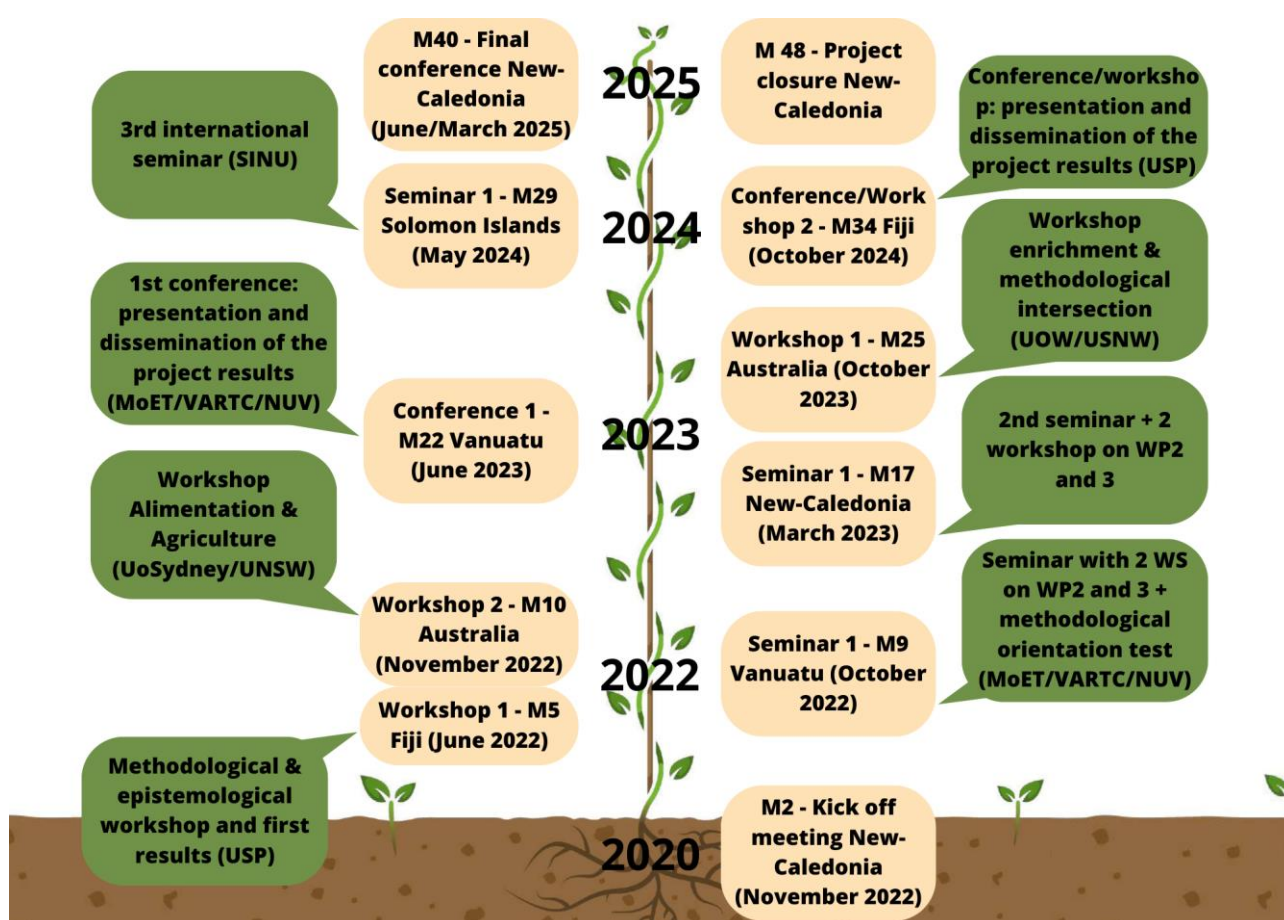 M40 - Final
conference New-
Caledonia
(June/March 2025)
2025
M 48 - Project
closure New-
Caledonia
Conference/worksho
p: presentation and
dissemination of the
project results (USP)
3rd international
seminar (SINU)
Seminar 1 - M29
Solomon Islands
(May 2024)
2024
Conference/Work
shop 2 - M34 Fiji
(October 2024)
Workshop
enrichment &
methodological
intersection
(UOW/USNW)
1st conference:
presentation and
dissemination of the
project results
(MoET/VARTC/NUV)
Workshop 1 - M25
Australia (October
2023)
Conference 1 -
M22 Vanuatu
(June 2023)
2023
2nd seminar + 2
workshop on WP2
and 3
Seminar 1 - M17
New-Caledonia
(March 2023)
Workshop
Alimentation &
Agriculture
(UoSydney/UNSW)
Seminar with 2 WS
on WP2 and 3 +
methodological
orientation test
(MoET/VARTC/NUV)
Workshop 2 - M10
Australia
(November 2022)
2022
Seminar 1 - M9
Vanuatu (October
2022)
Workshop 1 - M5
Fiji (June 2022)
Methodological &
epistemological
workshop and first
results (USP)
2020
M2 - Kick off
meeting New-
Caledonia
(November 2022)